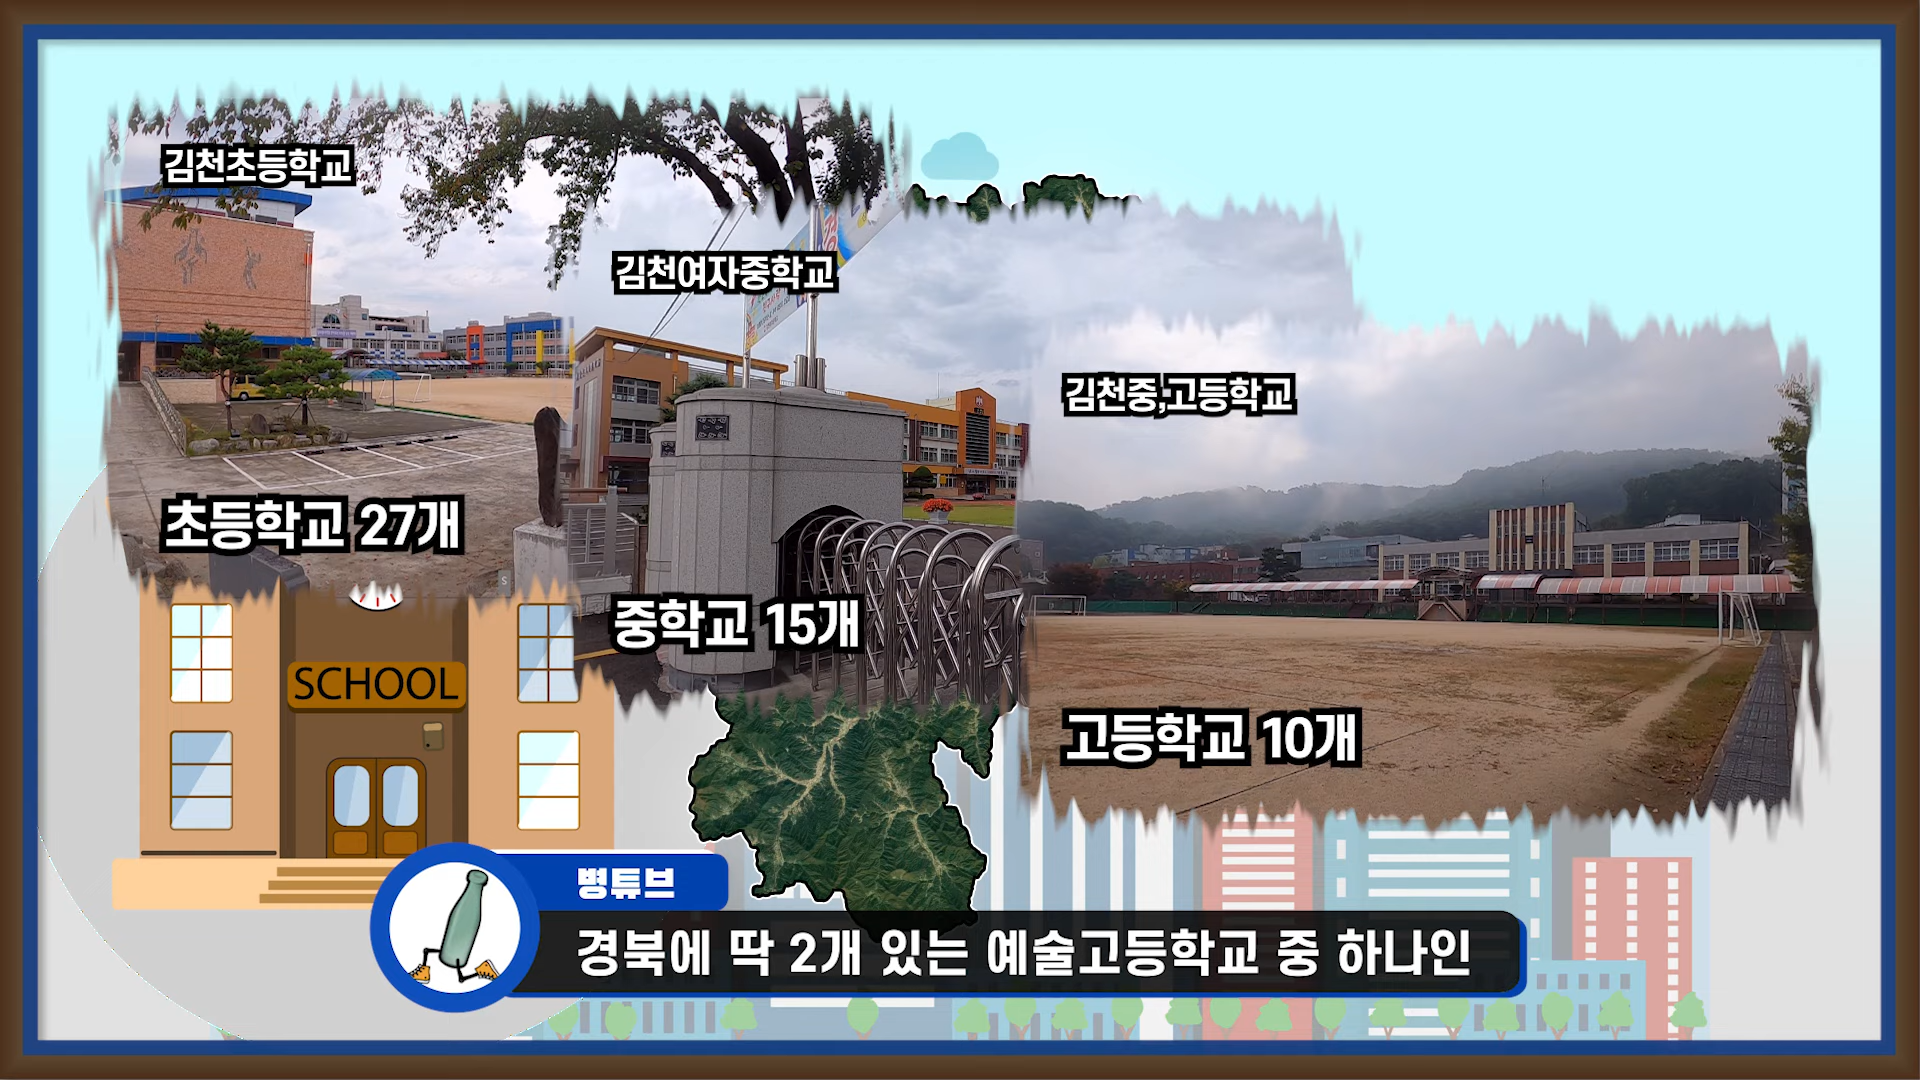 김천초등학교
김천여자중학교
김천중,고등학교
초등학교 27개
중학교 15개
고등학교 10개
SCHOOL
병튜브
경북에 딱 2개 있는 예술고등학교 중 하나인